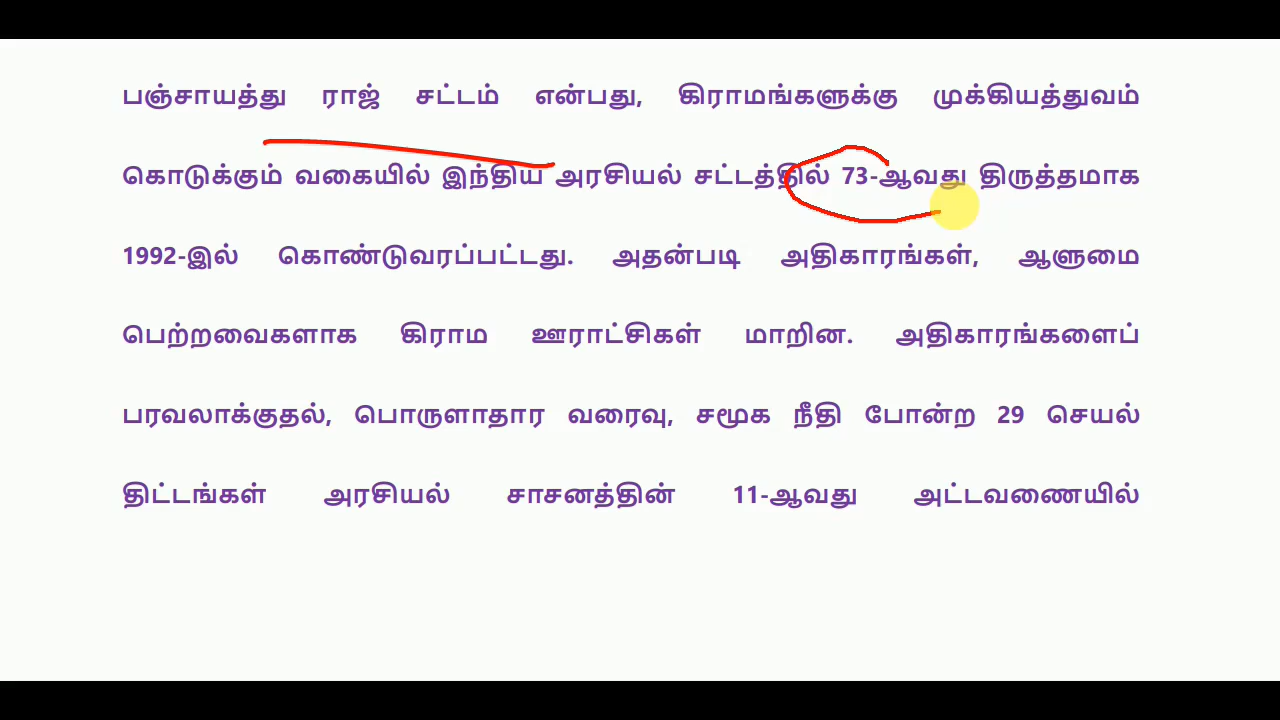 பஞ்சாயத்து ராஜ் சட்டம் என்பது, கிராமங்களுக்கு முக்கியத்துவம்
கொடுக்கும் வகையில் இந்திய அரசியல் சட்டத்தில் 73-ஆவது திருத்தமாக
1992-இல் கொண்டுவரப்பட்டது. அதன்படி அதிகாரங்கள், ஆளுமை
பெற்றவைகளாக கிராம ஊராட்சிகள் மாறின. அதிகாரங்களைப்
பரவலாக்குதல், பொருளாதார வரைவு, சமூக நீதி போன்ற 29 செயல்
திட்டங்கள் அரசியல் சாசனத்தின் 11-ஆவது அட்டவணையில்